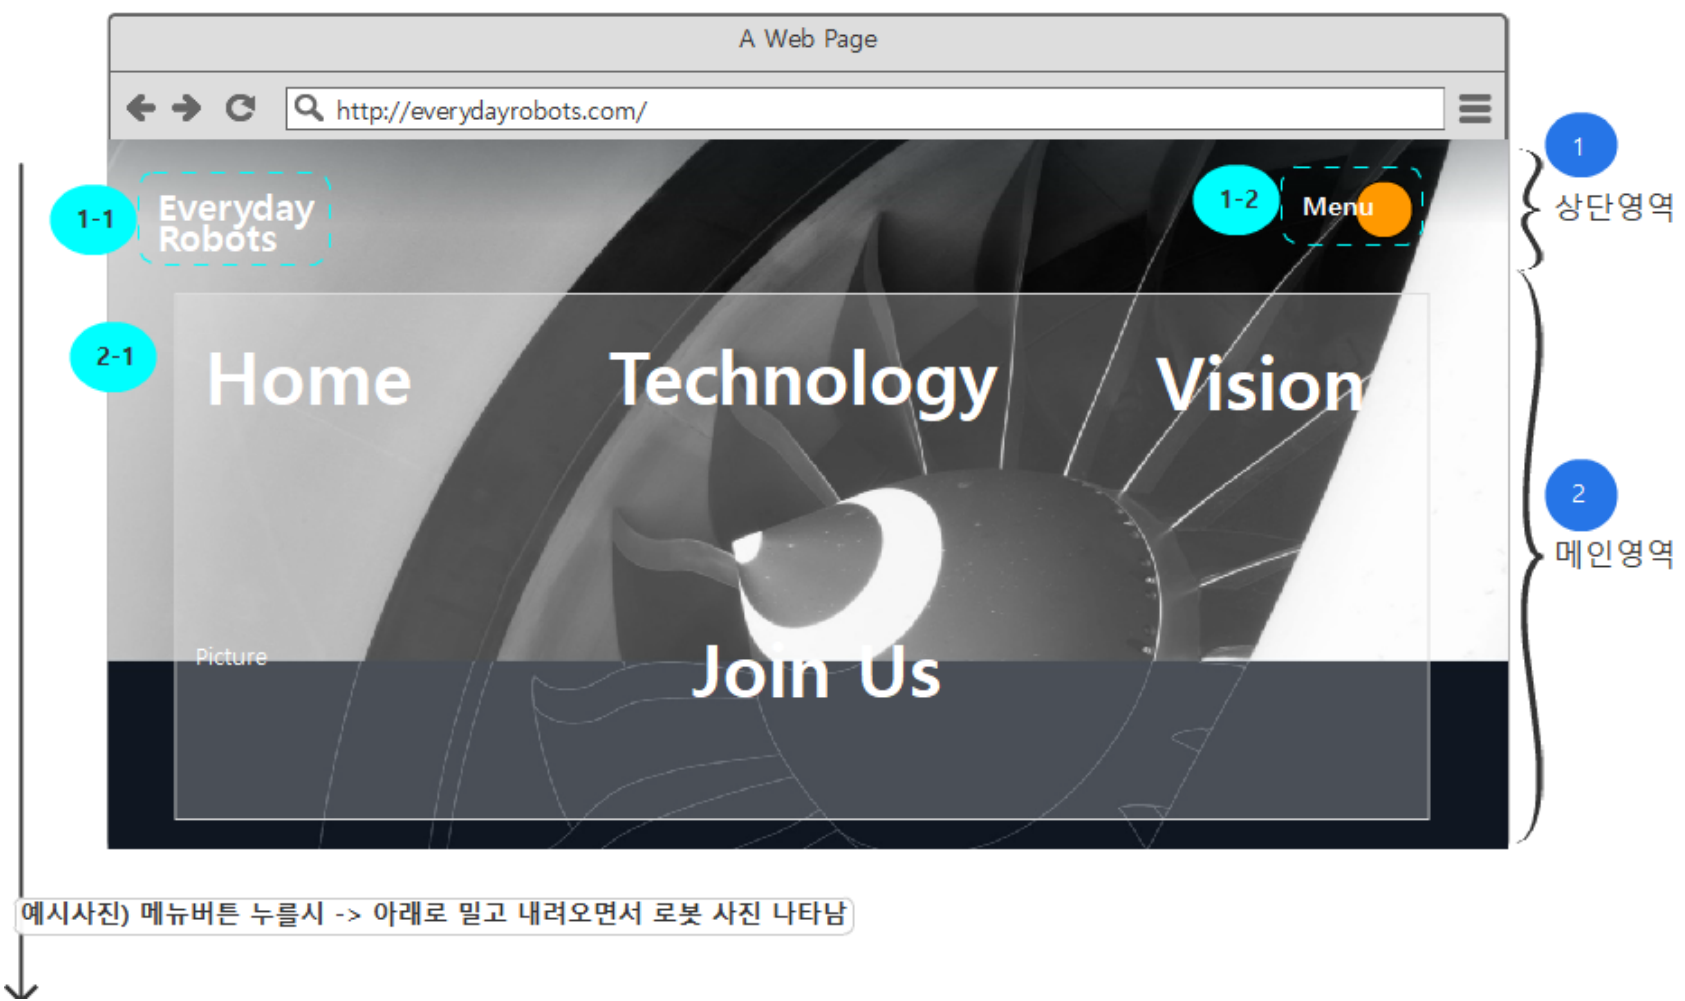 A Web Page
http://everydayrobots.com/
1
상단영역
1-1
Everyday
Robots
1-2
Menu
2-1
Home
Technology
Vision
2
메인영역
Picture
Join Us
예시사진) 메뉴버튼 누를시 -> 아래로 밀고 내려오면서 로봇 사진 나타남